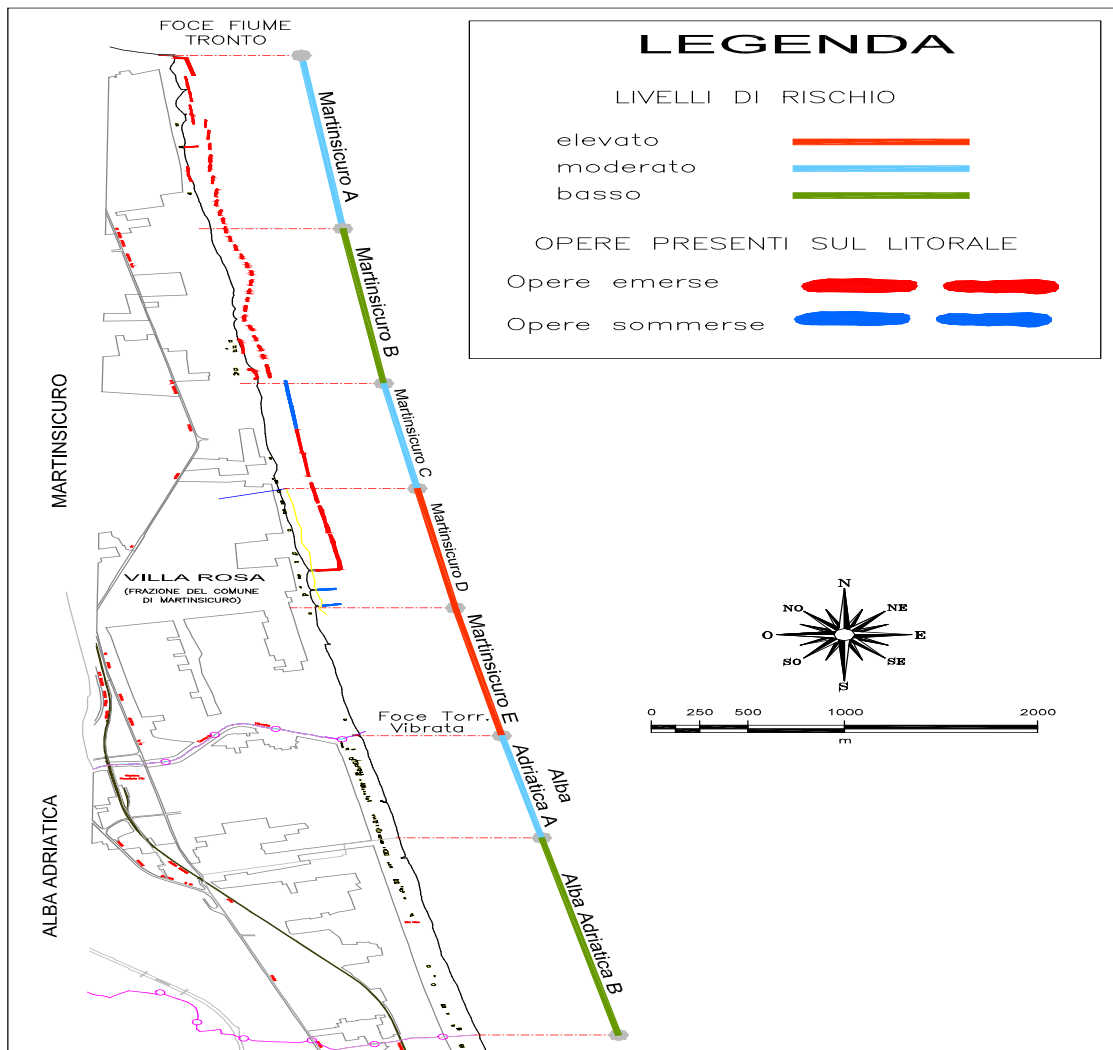 FOCE FIUME
TRONTO
LEGENDA
LIVELLI DI RISCHIO
elevato
moderato
basso
OPERE PRESENTI SUL LITORALE
Opere emerse
Opere sommerse
Martinsicuro A
Martinsicuro B
Martinsicuro C
Martinsicuro D
Martinsicuro E
Alba
Adriatica A
Alba Adriatica B
MARTINSICURO
VILLA ROSA
(FRAZIONE DEL COMUNE
DI MARTINSICURO)
Foce Torr.
Vibrata
ALBA ADRIATICA
N
NO
NE
O
E
SO
SE
S
0
250
500
1000
2000
m